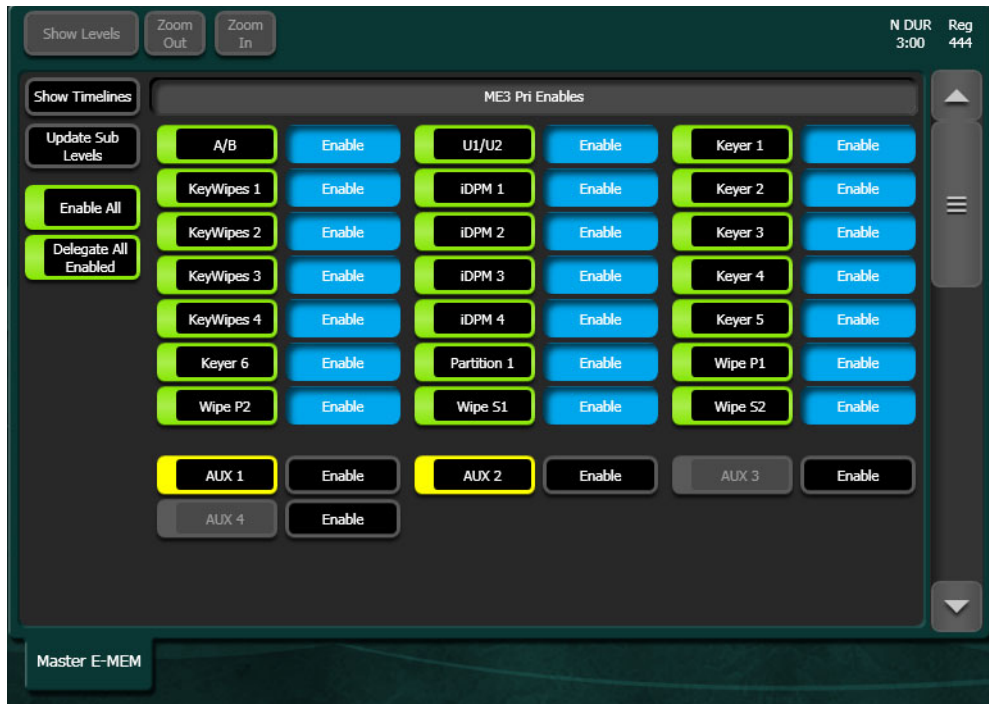 Show Levels
Zoom
Out
Zoom
In
N DUR
3:00
Reg
444
Show Timelines
ME3 Pri Enables
Update Sub
Levels
Enable All
Delegate All
Enabled
A/B Enable U1/U2 Enable Keyer 1 Enable
KeyWipes 1 Enable iDPM 1 Enable Keyer 2 Enable
KeyWipes 2 Enable iDPM 2 Enable Keyer 3 Enable
KeyWipes 3 Enable iDPM 3 Enable Keyer 4 Enable
KeyWipes 4 Enable iDPM 4 Enable Keyer 5 Enable
Keyer 6 Enable Partition 1 Enable Wipe P1 Enable
Wipe P2 Enable Wipe S1 Enable Wipe S2 Enable
AUX 1 Enable AUX 2 Enable AUX 3 Enable
AUX 4 Enable
Master E-MEM